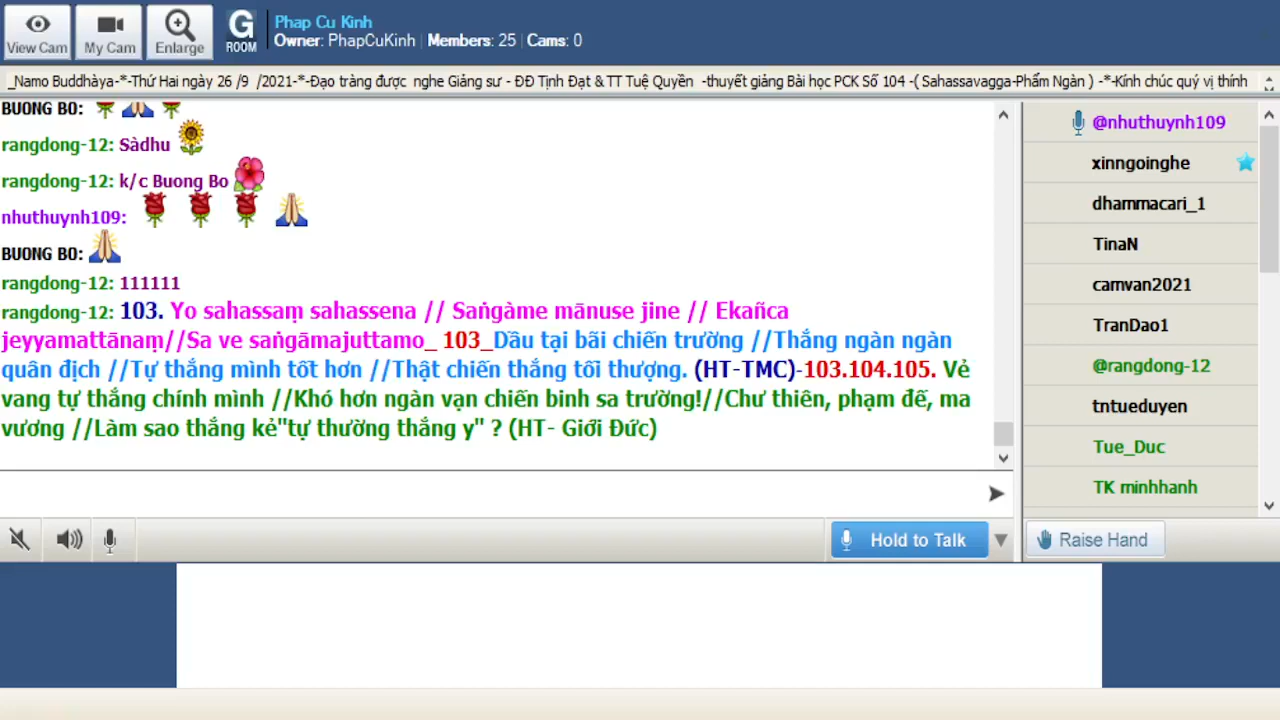 View Cam
My Cam
Enlarge
G
ROOM
Phap Cu Kinh
Owner: PhapCuKinh | Members: 25 | Cams: 0
_Namo Buddhàya-*-Thứ Hai ngày 26 /9 /2021-*-Đạo tràng được nghe Giảng sư - ĐĐ Tịnh Đạt & TT Tuệ Quyền -thuyết giảng Bài học PCK Số 104 -( Sahassavagga-Phẩm Ngàn ) -*-Kính chúc quý vị thính
BUONG BO:
rangdong-12: Sàdhu
rangdong-12: k/c Buong Bo
nhuthuynh109:
BUONG BO:
rangdong-12: 111111
rangdong-12: 103. Yo sahassaṃ sahassena // Saṅgàme mānuse jine // Ekañca
jeyyamattānaṃ//Sa ve saṅgāmajuttamo_ 103_Dầu tại bãi chiến trường //Thắng ngàn ngàn
quân địch //Tự thắng mình tốt hơn //Thật chiến thắng tối thượng. (HT-TMC)-103.104.105. Vẻ
vang tự thắng chính mình //Khó hơn ngàn vạn chiến binh sa trường!//Chư thiên, phạm đế, ma
vương //Làm sao thắng kẻ"tự thường thắng y" ? (HT- Giới Đức)
@nhuthuynh109
xinngoinghe
dhammacari_1
TinaN
camvan2021
TranDao1
@rangdong-12
tntueduyen
Tue_Duc
TK minhhanh
Hold to Talk
Raise Hand